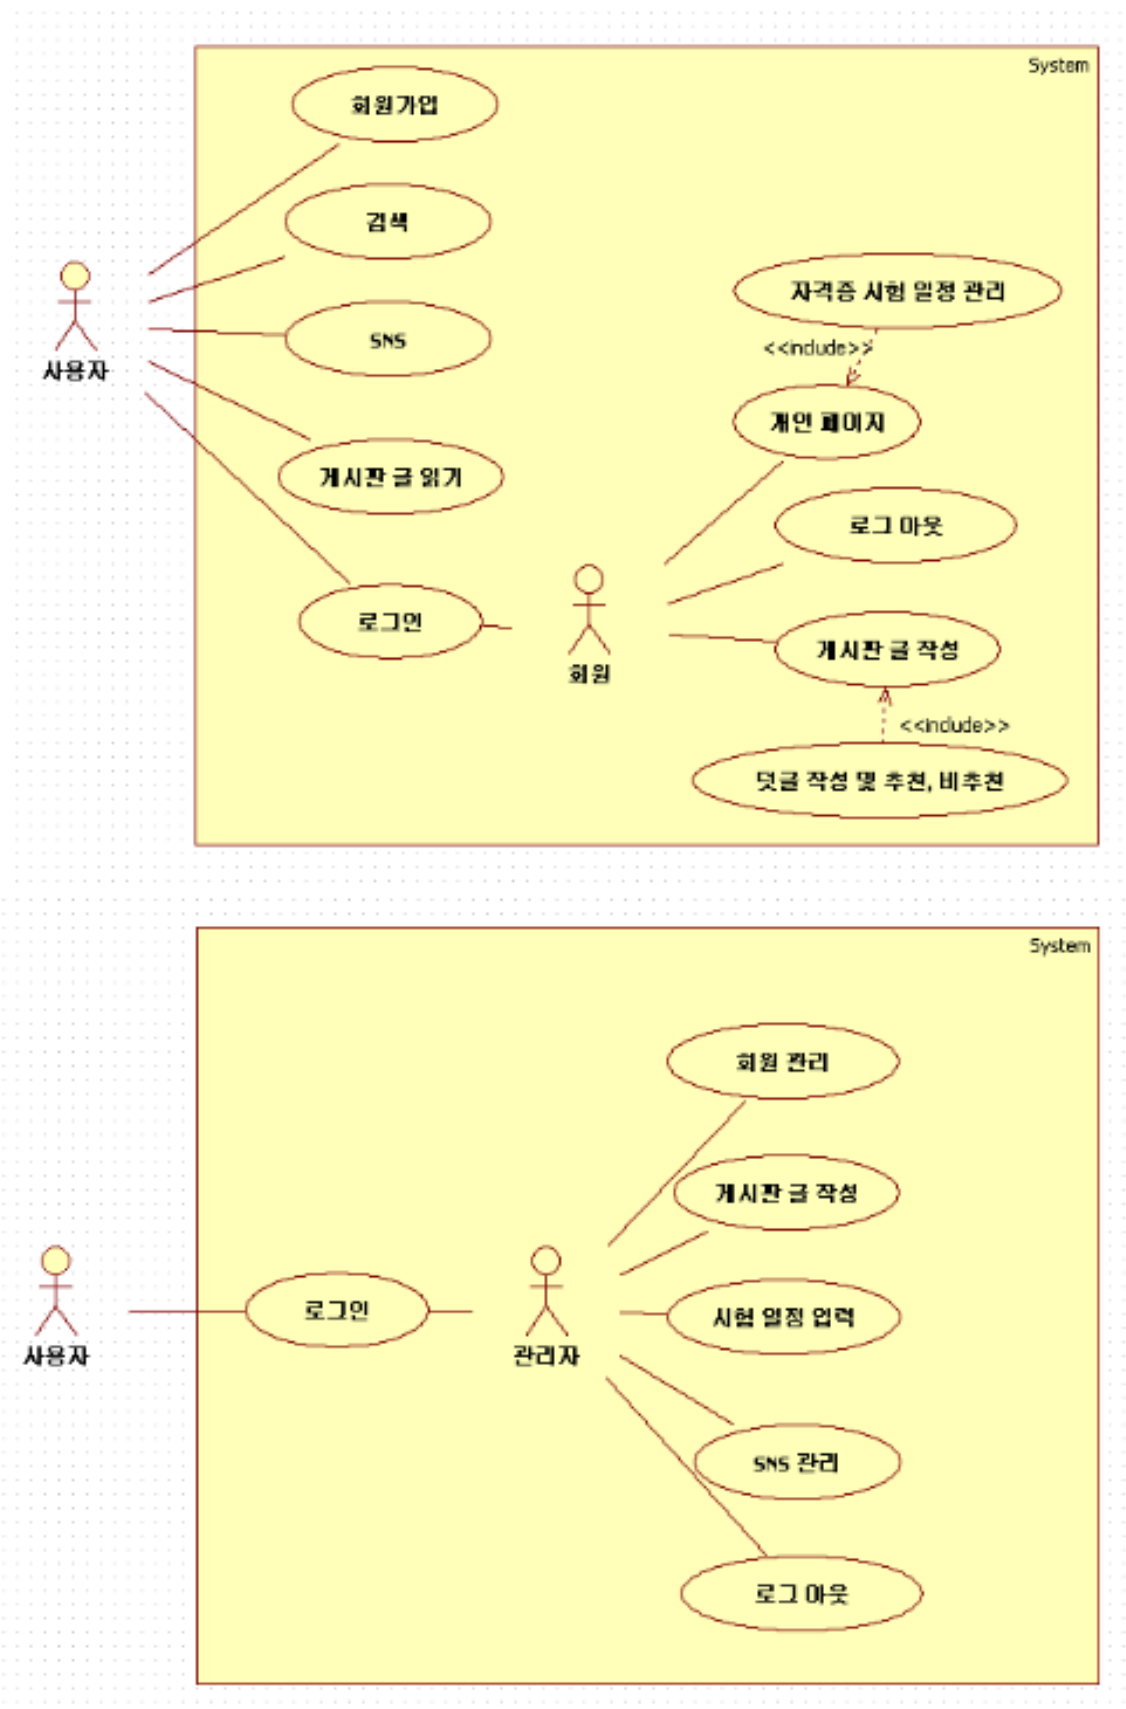 System
회원가입
검색
자격증 시험 일정 관리
SNS
<<include>>
사용자
개인 페이지
게시판 글 읽기
로그 아웃
로그인
게시판 글 작성
회원
<<include>>
덧글 작성 및 추천, 비추천
System
회원 관리
게시판 글 작성
로그인
시험 일정 입력
사용자
관리자
SNS 관리
로그 아웃